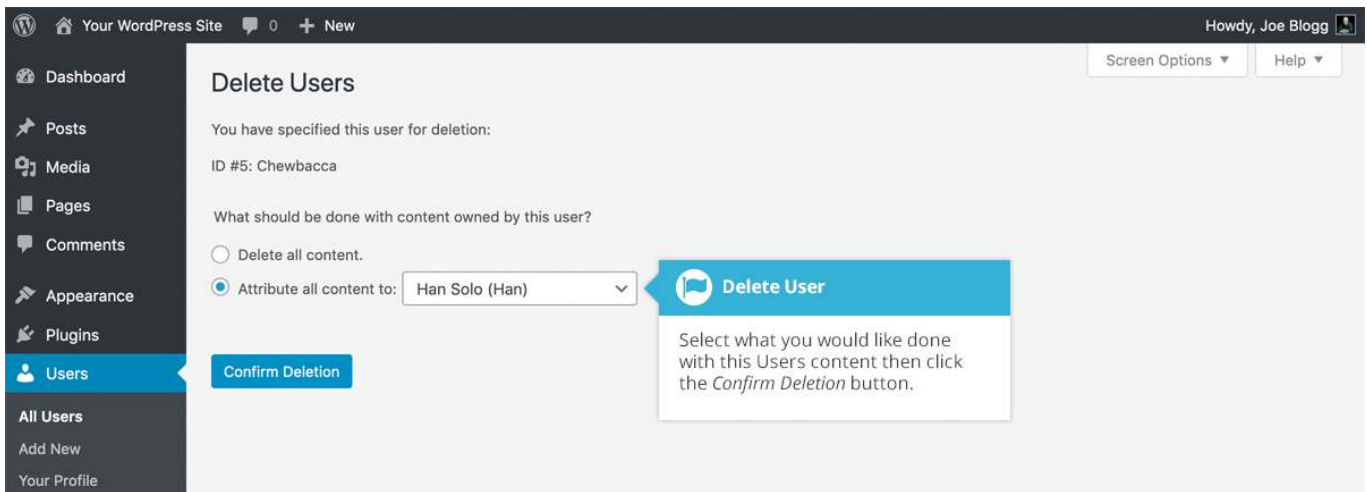 Your WordPress Site 0 + New Howdy, Joe Blogg
Screen Options ▼ Help ▼
Dashboard
Posts
Media
Pages
Comments
Appearance
Plugins
Users
All Users
Add New
Your Profile
Delete Users
You have specified this user for deletion:
ID #5: Chewbacca
What should be done with content owned by this user?
Delete all content.
Attribute all content to: Han Solo (Han)
Confirm Deletion
Delete User
Select what you would like done
with this Users content then click
the Confirm Deletion button.